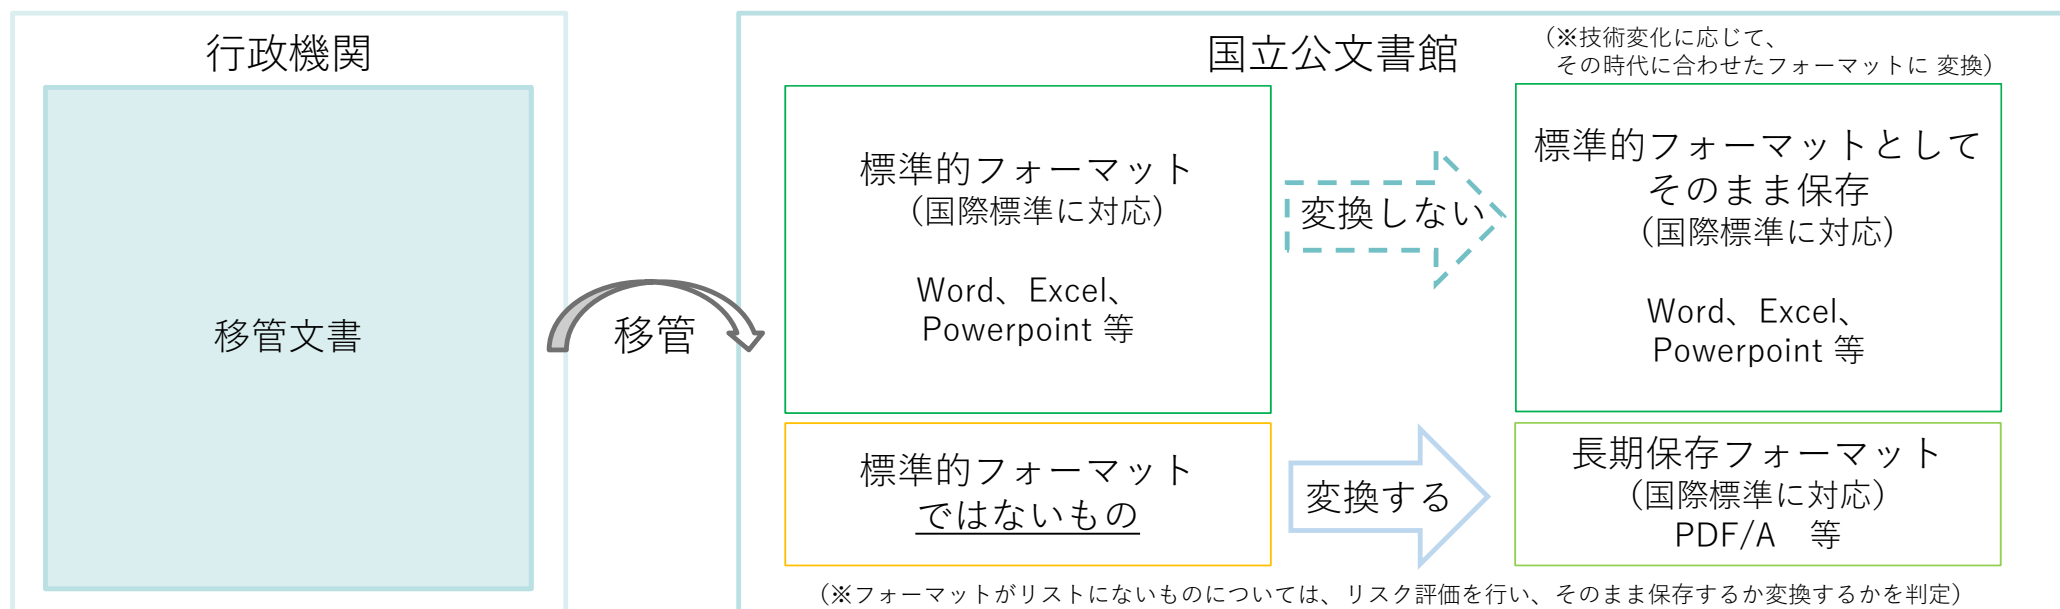 行政機関
移管文書
移管
国立公文書館
（※技術変化に応じて、
その時代に合わせたフォーマットに 変換）
標準的フォーマット
（国際標準に対応）
Word、Excel、
Powerpoint 等
変換しない
標準的フォーマットとして
そのまま保存
（国際標準に対応）
Word、Excel、
Powerpoint 等
標準的フォーマット
ではないもの
変換する
長期保存フォーマット
（国際標準に対応）
PDF/A　等
（※フォーマットがリストにないものについては、リスク評価を行い、そのまま保存するか変換するかを判定）